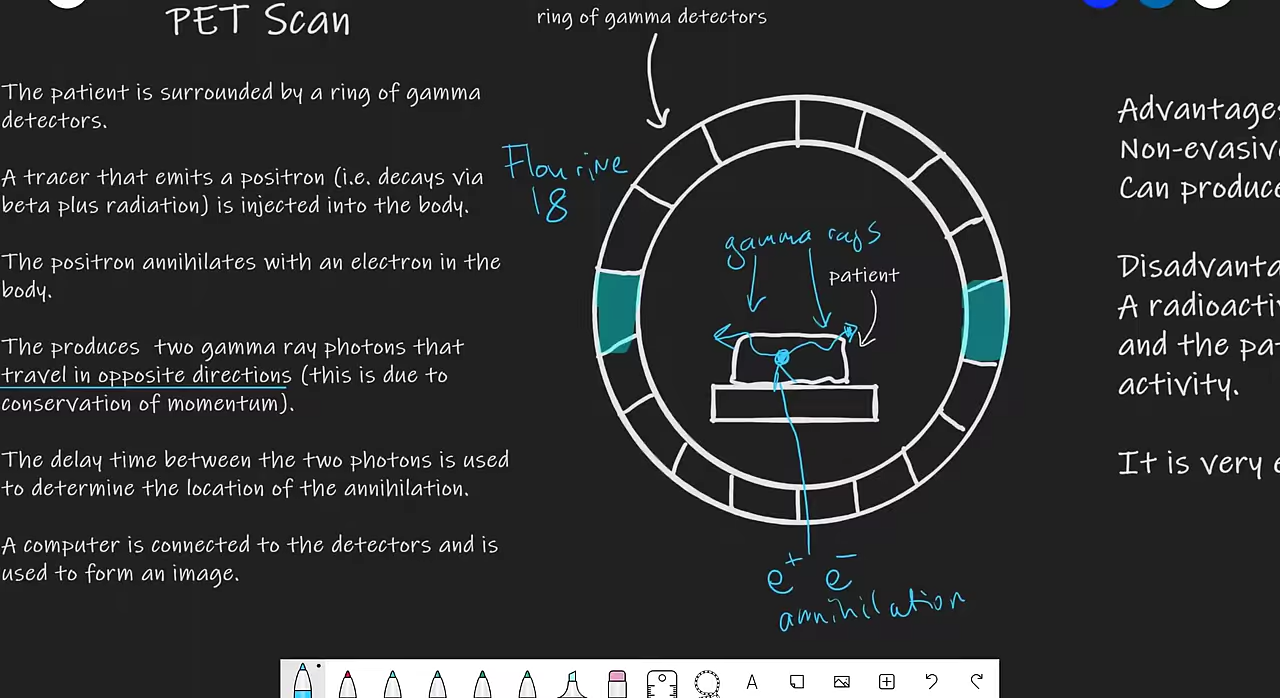 PET Scan
The patient is surrounded by a ring of gamma
detectors.
A tracer that emits a positron (i.e. decays via
beta plus radiation) is injected into the body.
The positron annihilates with an electron in the
body.
The produces two gamma ray photons that
travel in opposite directions (this is due to
conservation of momentum).
The delay time between the two photons is used
to determine the location of the annihilation.
A computer is connected to the detectors and is
used to form an image.
ring of gamma detectors
Flourine
18
gamma rays
patient
e⁺ e⁻
annihilation
Advantages
Non-evasiv
Can produce
Disadvanta
A radioacti
and the pa
activity.
It is very e
A